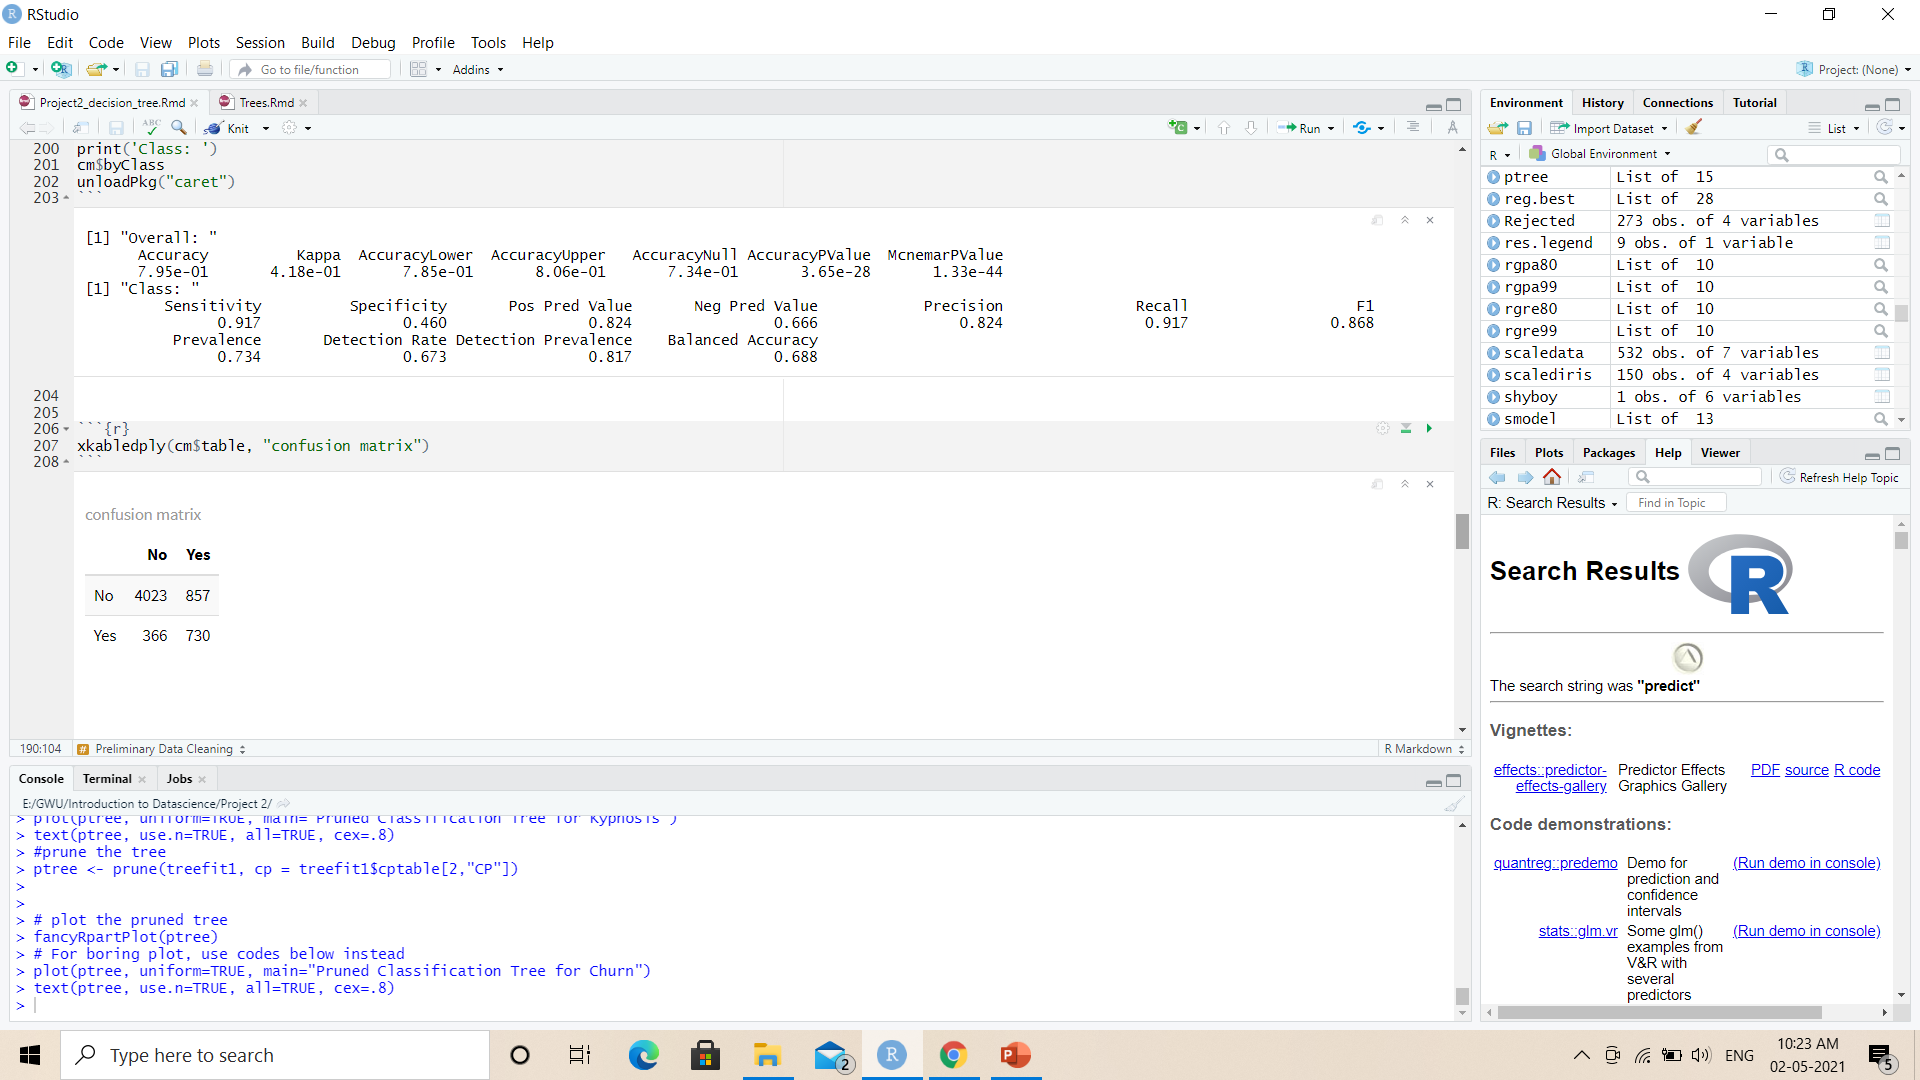 RStudio
File Edit Code View Plots Session Build Debug Profile Tools Help
Go to file/function Addins Project: (None)
Project2_decision_tree.Rmd Trees.Rmd
ABC Knit Run
200 print('Class: ')
201 cm$byClass
202 unloadPkg("caret")
203 ```
[1] "Overall: "
Accuracy Kappa AccuracyLower AccuracyUpper AccuracyNull AccuracyPValue McnemarPValue
7.95e-01 4.18e-01 7.85e-01 8.06e-01 7.34e-01 3.65e-28 1.33e-44
[1] "Class: "
Sensitivity Specificity Pos Pred Value Neg Pred Value Precision Recall F1
0.917 0.460 0.824 0.666 0.824 0.917 0.868
Prevalence Detection Rate Detection Prevalence Balanced Accuracy
0.734 0.673 0.817 0.688
204
205
206 ```{r}
207 xkabledply(cm$table, "confusion matrix")
208 ```
confusion matrix
No Yes
No 4023 857
Yes 366 730
190:104 # Preliminary Data Cleaning R Markdown
Console Terminal Jobs
E:/GWU/Introduction to Datascience/Project 2/
> plot(ptree, uniform=TRUE, main="Pruned Classification Tree for Kyphosis")
> text(ptree, use.n=TRUE, all=TRUE, cex=.8)
> #prune the tree
> ptree <- prune(treefit1, cp = treefit1$cptable[2,"CP"])
>
>
> # plot the pruned tree
> fancyRpartPlot(ptree)
> # For boring plot, use codes below instead
> plot(ptree, uniform=TRUE, main="Pruned Classification Tree for Churn")
> text(ptree, use.n=TRUE, all=TRUE, cex=.8)
>
Environment History Connections Tutorial
Import Dataset List
R Global Environment
ptree List of 15
reg.best List of 28
Rejected 273 obs. of 4 variables
res.legend 9 obs. of 1 variable
rgpa80 List of 10
rgpa99 List of 10
rgre80 List of 10
rgre99 List of 10
scaledata 532 obs. of 7 variables
scalediris 150 obs. of 4 variables
shyboy 1 obs. of 6 variables
smodel List of 13
Files Plots Packages Help Viewer
Refresh Help Topic
R: Search Results Find in Topic
Search Results R
The search string was "predict"
Vignettes:
effects::predictor-effects-gallery Predictor Effects Graphics Gallery PDF source R code
Code demonstrations:
quantreg::predemo Demo for prediction and confidence intervals (Run demo in console)
stats::glm.vr Some glm() examples from V&R with several predictors (Run demo in console)
Type here to search
2
ENG
10:23 AM
02-05-2021
5